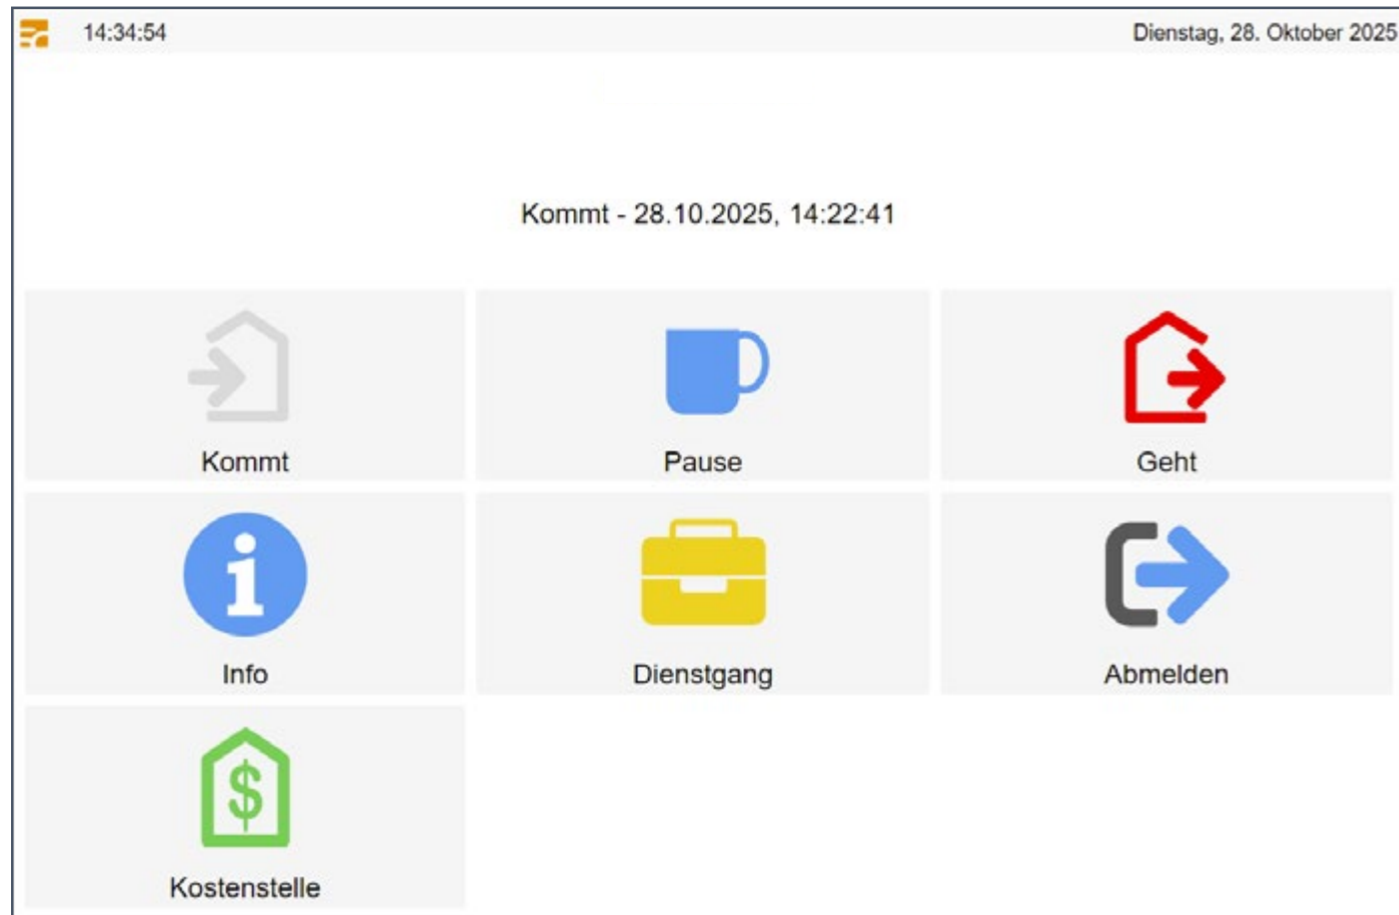 14:34:54
Dienstag, 28. Oktober 2025
Kommt - 28.10.2025, 14:22:41
Kommt
Pause
Geht
i
Info
Dienstgang
Abmelden
$
Kostenstelle